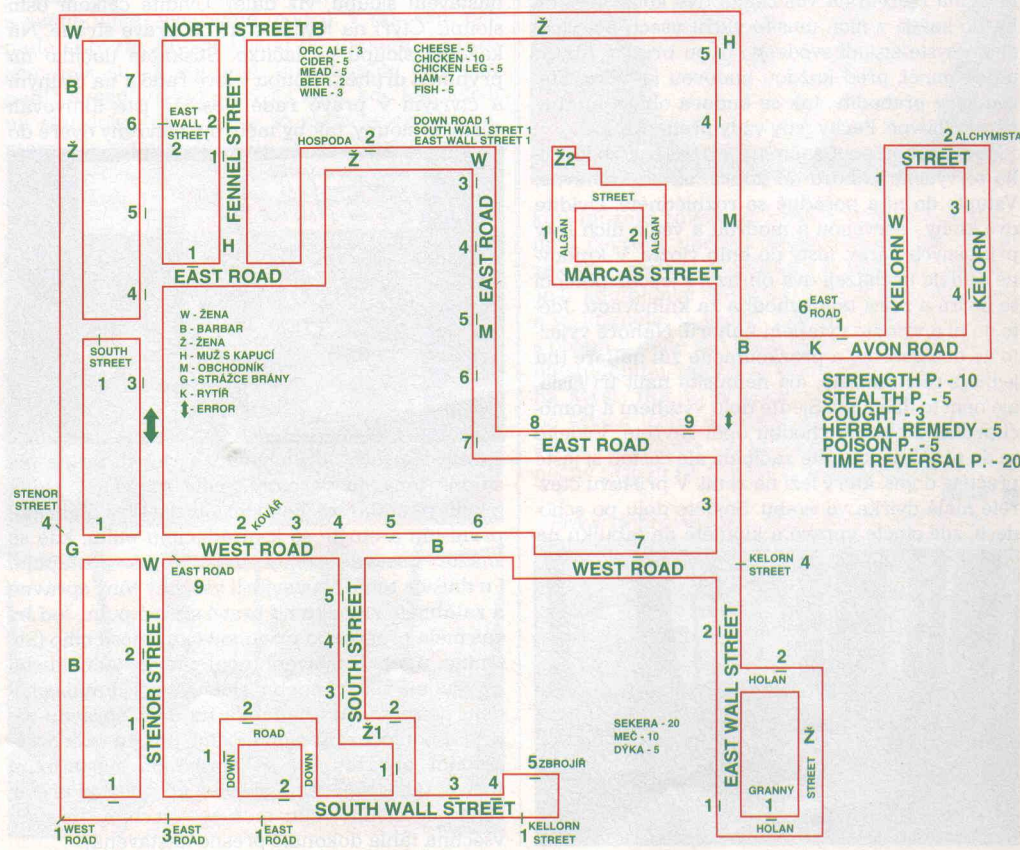 W
NORTH STREET B
ORC ALE - 3
CIDER - 5
MEAD - 5
BEER - 2
WINE - 3
CHEESE - 5
CHICKEN - 10
CHICKEN LEG - 5
HAM - 5
FISH - 5
DOWN ROAD 1
SOUTH WALL STRET 1
EAST WALL STREET 1
B
7
6
EAST
WALL
STREET
2
2
1
FENNEL STREET
HOSPODA
2
Ž
W
Ž
5
H
4
Ž
5
4
1
H
EAST ROAD
3
4
5
M
6
7
EAST ROAD
Ž2
STREET
1
ALGAN
2
ALGAN
M
MARCAS STREET
2 ALCHYMISTA
STREET
1
W
KELORN
3
4
KELORN
6 EAST
ROAD
1
B
K
AVON ROAD
W - ŽENA
B - BARBAR
Ž - ŽENA
H - MUŽ S KAPUCÍ
M - OBCHODNÍK
G - STRÁŽCE BRÁNY
K - RYTÍŘ
- ERROR
SOUTH
STREET
1
3
STRENGTH P. - 10
STEALTH P. - 5
COUGHT - 3
HERBAL REMEDY - 5
POISON P. - 5
TIME REVERSAL P. - 20
8
9
EAST ROAD
STENOR
STREET
4
1
2
KOVÁŘ
3
4
5
6
7
3
G
WEST ROAD
B
WEST ROAD
KELORN
STREET
4
W
EAST ROAD
9
B
2
1
STENOR STREET
5
4
3
SOUTH STREET
Ž1
2
ROAD
1
DOWN
2
DOWN
1
1
3
4
5 ZBROJÍŘ
SOUTH WALL STREET
SEKERA - 20
MEČ - 10
DÝKA - 5
2
1
EAST WALL STREET
2
HOLAN
Ž
STREET
GRANNY
1
HOLAN
1 WEST
ROAD
3 EAST
ROAD
1 EAST
1 KELLORN
STREET